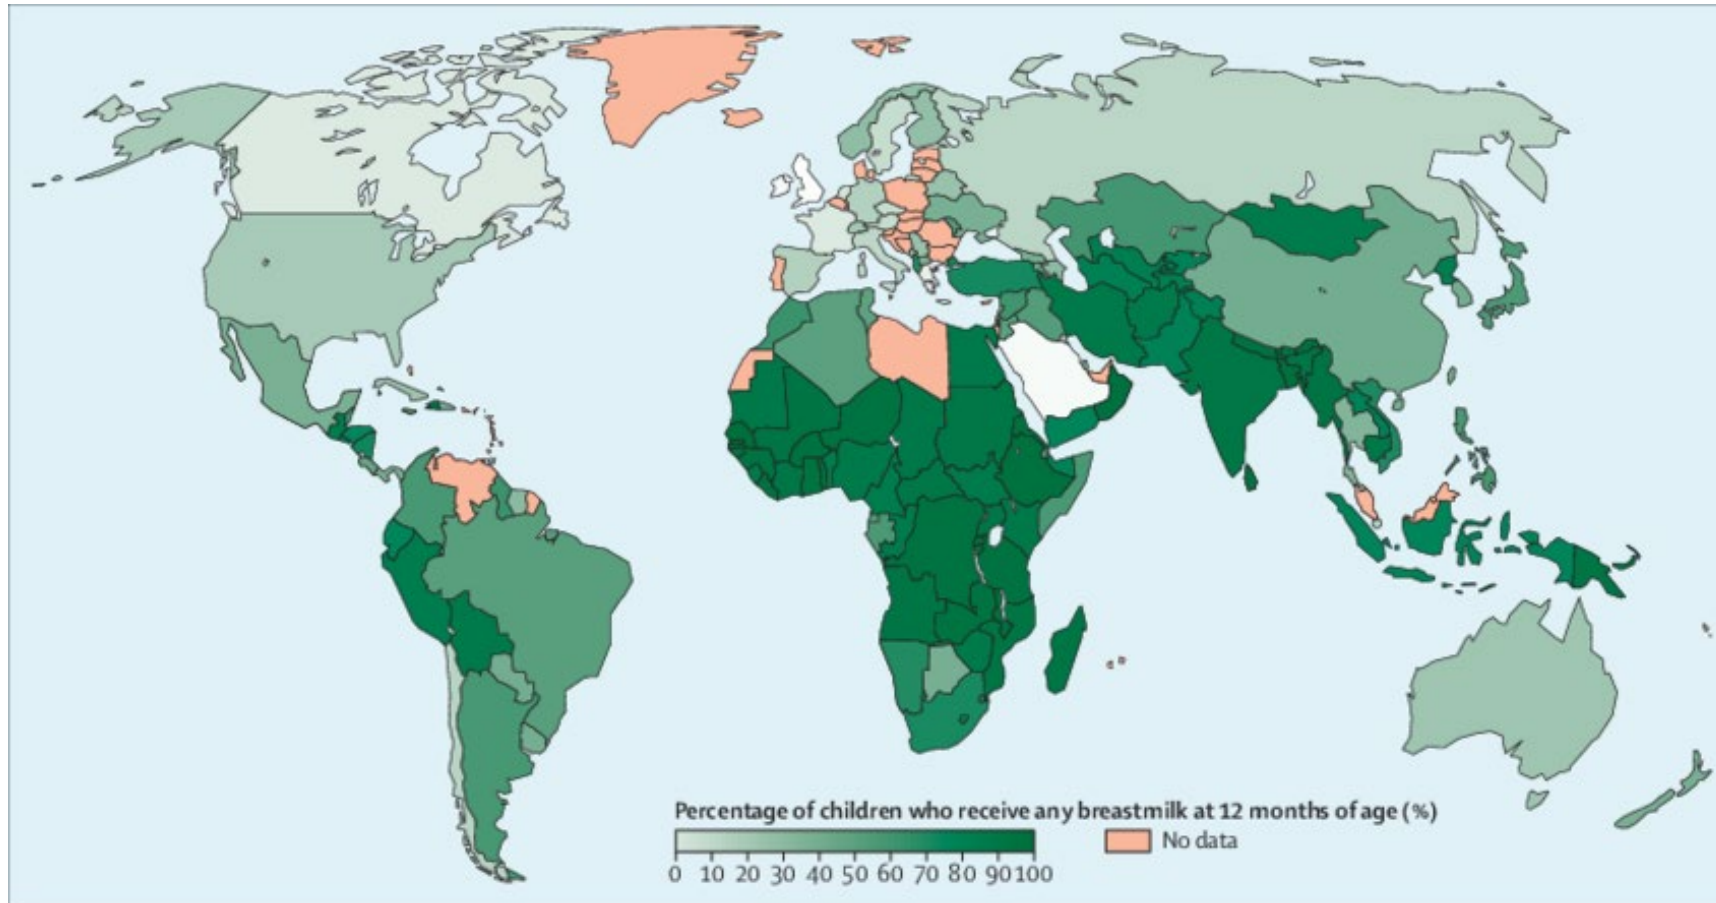 Percentage of children who receive any breastmilk at 12 months of age (%)
No data
0 10 20 30 40 50 60 70 80 90 100